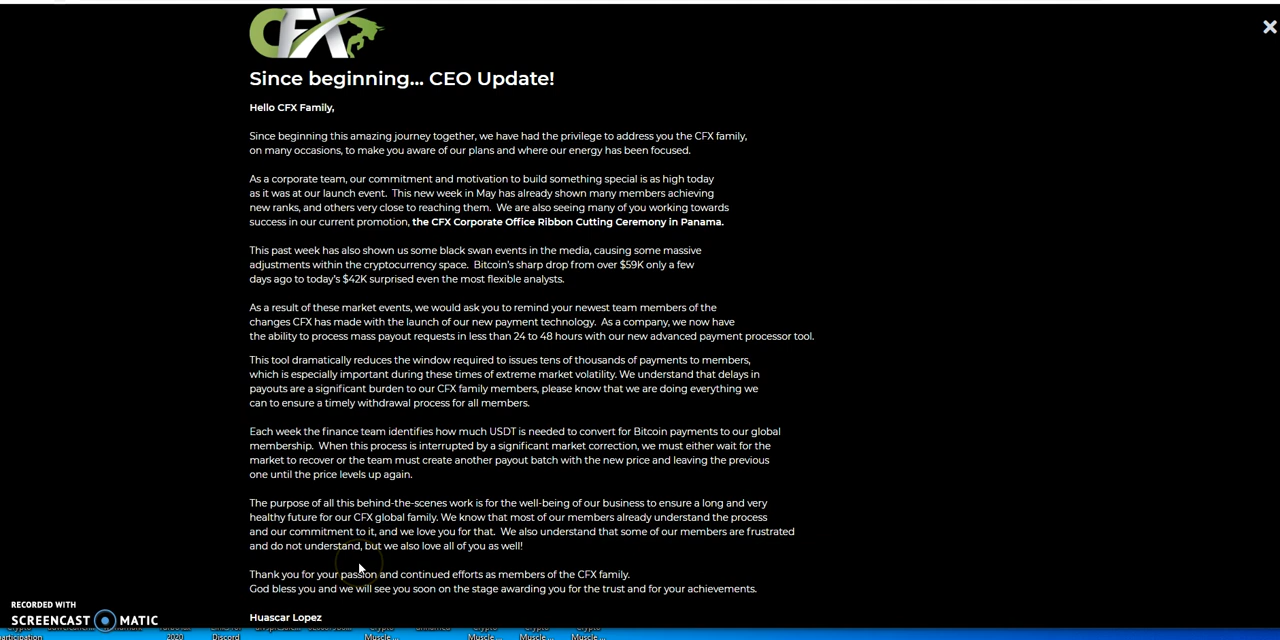 CFX
Since beginning... CEO Update!
Hello CFX Family,
Since beginning this amazing journey together, we have had the privilege to address you the CFX family,
on many occasions, to make you aware of our plans and where our energy has been focused.
As a corporate team, our commitment and motivation to build something special is as high today
as it was at our launch event. This new week in May has already shown many members achieving
new ranks, and others very close to reaching them. We are also seeing many of you working towards
success in our current promotion, the CFX Corporate Office Ribbon Cutting Ceremony in Panama.
This past week has also shown us some black swan events in the media, causing some massive
adjustments within the cryptocurrency space. Bitcoin's sharp drop from over $59K only a few
days ago to today's $42K surprised even the most flexible analysts.
As a result of these market events, we would ask you to remind your newest team members of the
changes CFX has made with the launch of our new payment technology. As a company, we now have
the ability to process mass payout requests in less than 24 to 48 hours with our new advanced payment processor tool.
This tool dramatically reduces the window required to issues tens of thousands of payments to members,
which is especially important during these times of extreme market volatility. We understand that delays in
payouts are a significant burden to our CFX family members, please know that we are doing everything we
can to ensure a timely withdrawal process for all members.
Each week the finance team identifies how much USDT is needed to convert for Bitcoin payments to our global
membership. When this process is interrupted by a significant market correction, we must either wait for the
market to recover or the team must create another payout batch with the new price and leaving the previous
one until the price levels up again.
The purpose of all this behind-the-scenes work is for the well-being of our business to ensure a long and very
healthy future for our CFX global family. We know that most of our members already understand the process
and our commitment to it, and we love you for that. We also understand that some of our members are frustrated
and do not understand, but we also love all of you as well!
Thank you for your passion and continued efforts as members of the CFX family.
God bless you and we will see you soon on the stage awarding you for the trust and for your achievements.
Huascar Lopez
RECORDED WITH
SCREENCAST MATIC
2020 Discord Muscle... Muscle... Muscle... Muscle...